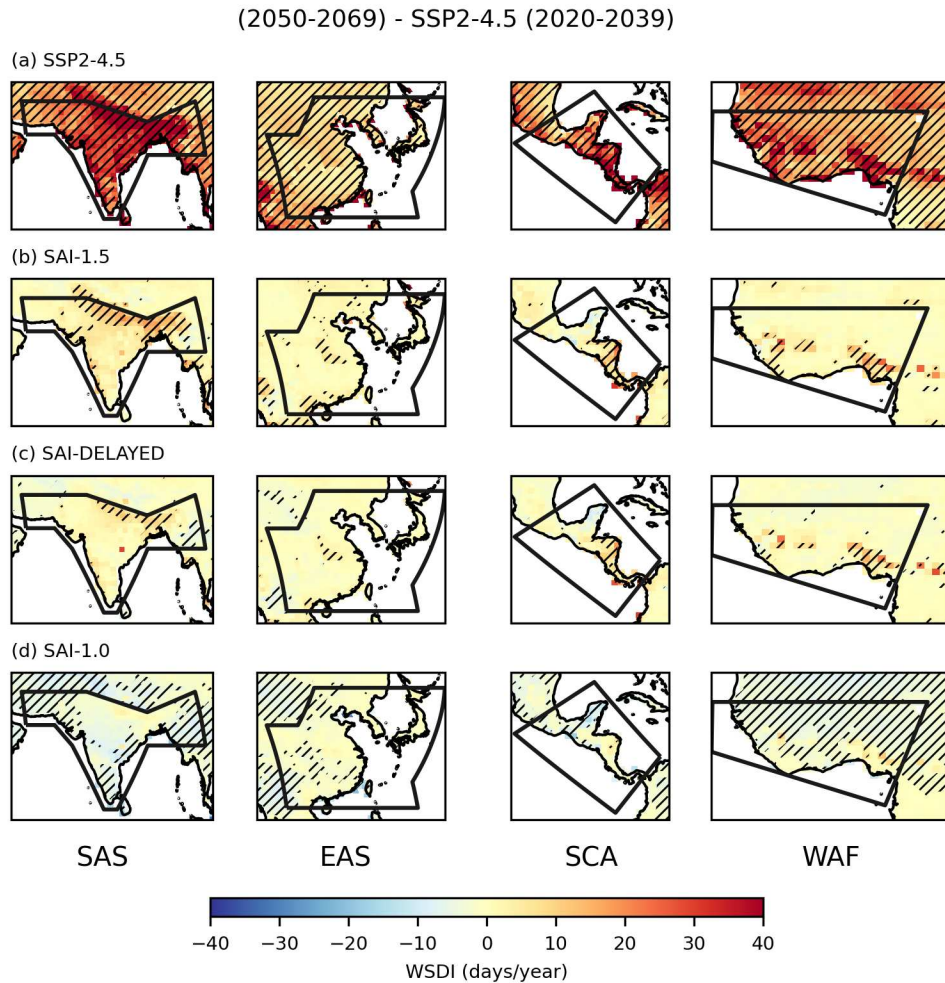 (2050-2069) - SSP2-4.5 (2020-2039)
(a) SSP2-4.5
(b) SAI-1.5
(c) SAI-DELAYED
(d) SAI-1.0
SAS EAS SCA WAF
−40 −30 −20 −10 0 10 20 30 40
WSDI (days/year)